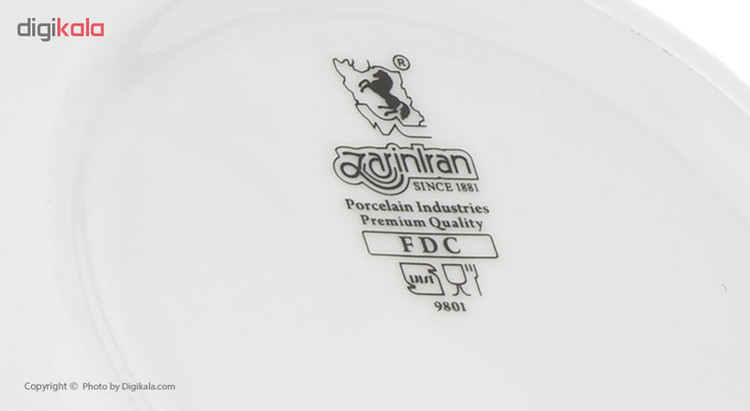 digikala
®
ZarinIran
SINCE 1881
Porcelain Industries
Premium Quality
FDC
9801
Copyright © Photo by Digikala.com